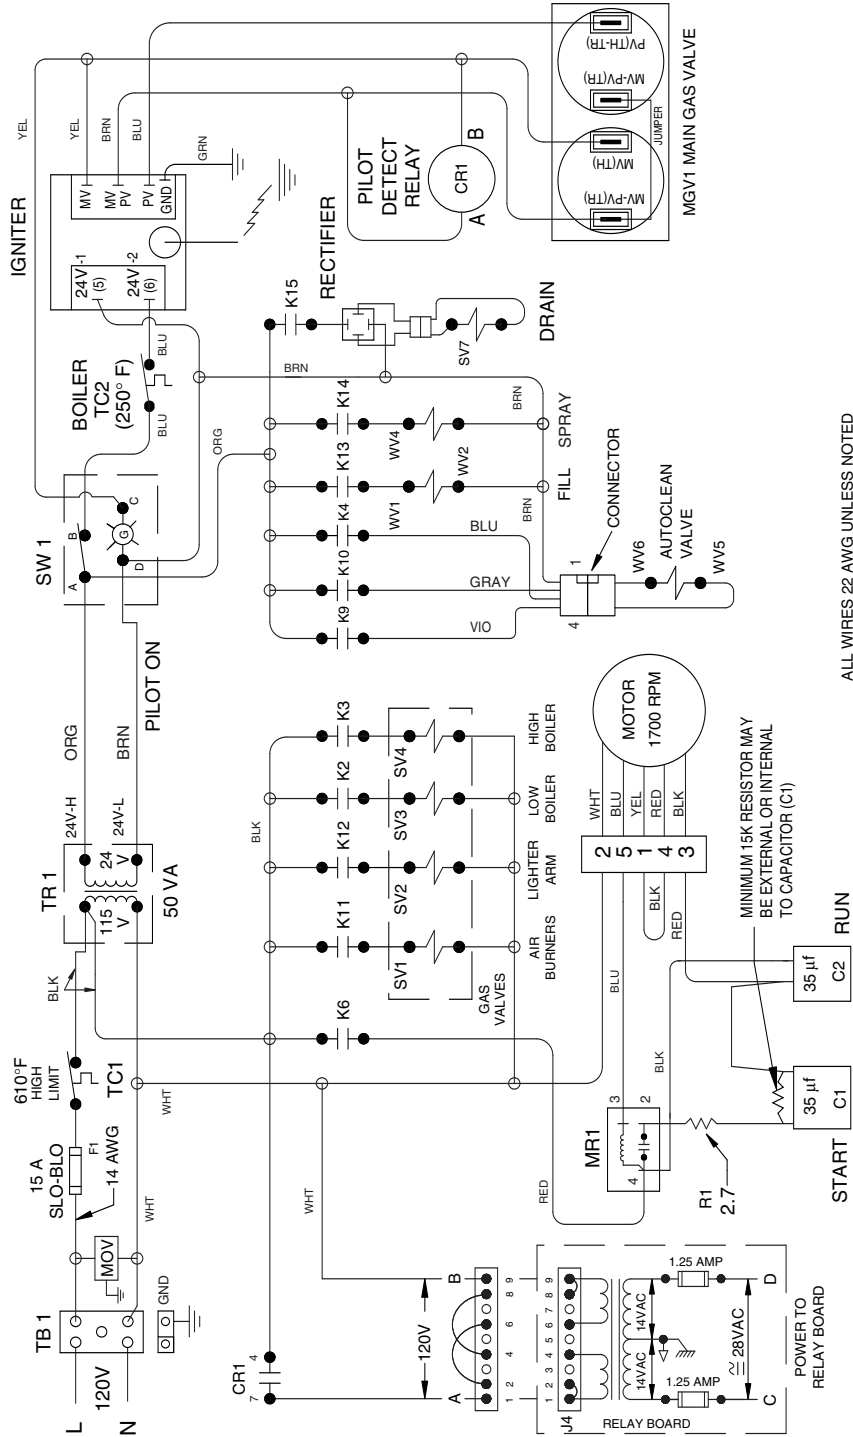 TB 1
L
120V
N
MOV
GND
15 A
SLO-BLO
F1
14 AWG
WHT
610°F
HIGH
LIMIT
TC1
WHT
BLK
TR 1
115
V
24
V
50 VA
24V-H
24V-L
ORG
BRN
PILOT ON
SW 1
A
B
C
D
G
BOILER
TC2
(250° F)
BLU
BLU
ORG
IGNITER
24V-1
(5)
24V-2
(6)
MV
MV
PV
PV
GND
YEL
YEL
BRN
BLU
GRN
CR1
7
4
BLK
K6
K11
K12
K2
K3
SV1
SV2
SV3
SV4
GAS
VALVES
AIR
BURNERS
LIGHTER
ARM
LOW
BOILER
HIGH
BOILER
K9
K10
K4
K13
K14
K15
VIO
GRAY
BLU
WV1
WV2
WV4
BRN
BRN
BRN
FILL
SPRAY
RECTIFIER
SV7
DRAIN
4
1
CONNECTOR
WV6
AUTOCLEAN
VALVE
WV5
PILOT
DETECT
RELAY
CR1
A
B
MV-PV(TR)
MV(TH)
MV-PV(TR)
PV(TH-TR)
JUMPER
MGV1 MAIN GAS VALVE
WHT
RED
A
120V
B
1 2 4 6 8 9
J4
1 2 3 4 5 6 7 8 9
RELAY BOARD
14VAC
14VAC
1.25 AMP
1.25 AMP
≃ 28VAC
C
D
POWER TO
RELAY BOARD
MR1
3
2
4
R1
2.7
BLK
BLU
START
35 µf
C1
35 µf
C2
RUN
MINIMUM 15K RESISTOR MAY
BE EXTERNAL OR INTERNAL
TO CAPACITOR (C1)
2
5
1
4
3
BLK
RED
WHT
BLU
YEL
RED
BLK
MOTOR
1700 RPM
ALL WIRES 22 AWG UNLESS NOTED